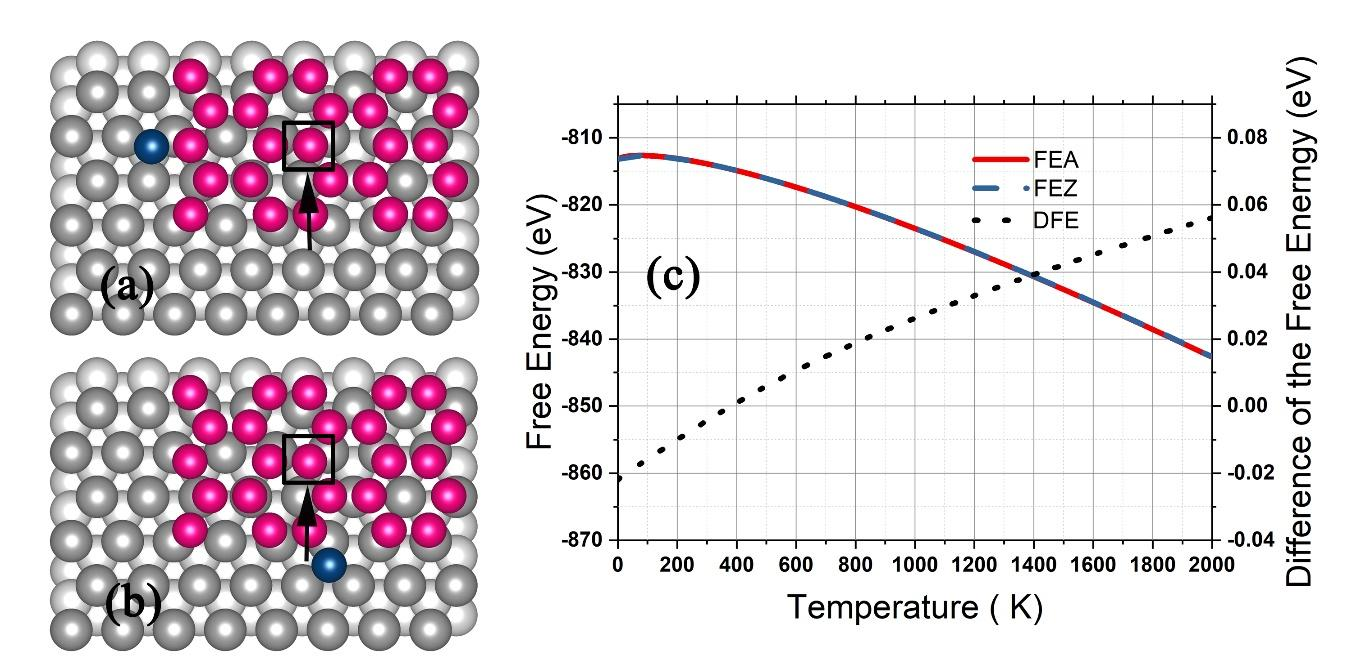 (a)
(b)
(c)
Free Energy (eV)
-810
-820
-830
-840
-850
-860
-870
FEA
FEZ
DFE
0.08
0.06
0.04
0.02
0.00
-0.02
-0.04
Difference of the Free Enerngy (eV)
0 200 400 600 800 1000 1200 1400 1600 1800 2000
Temperature ( K)